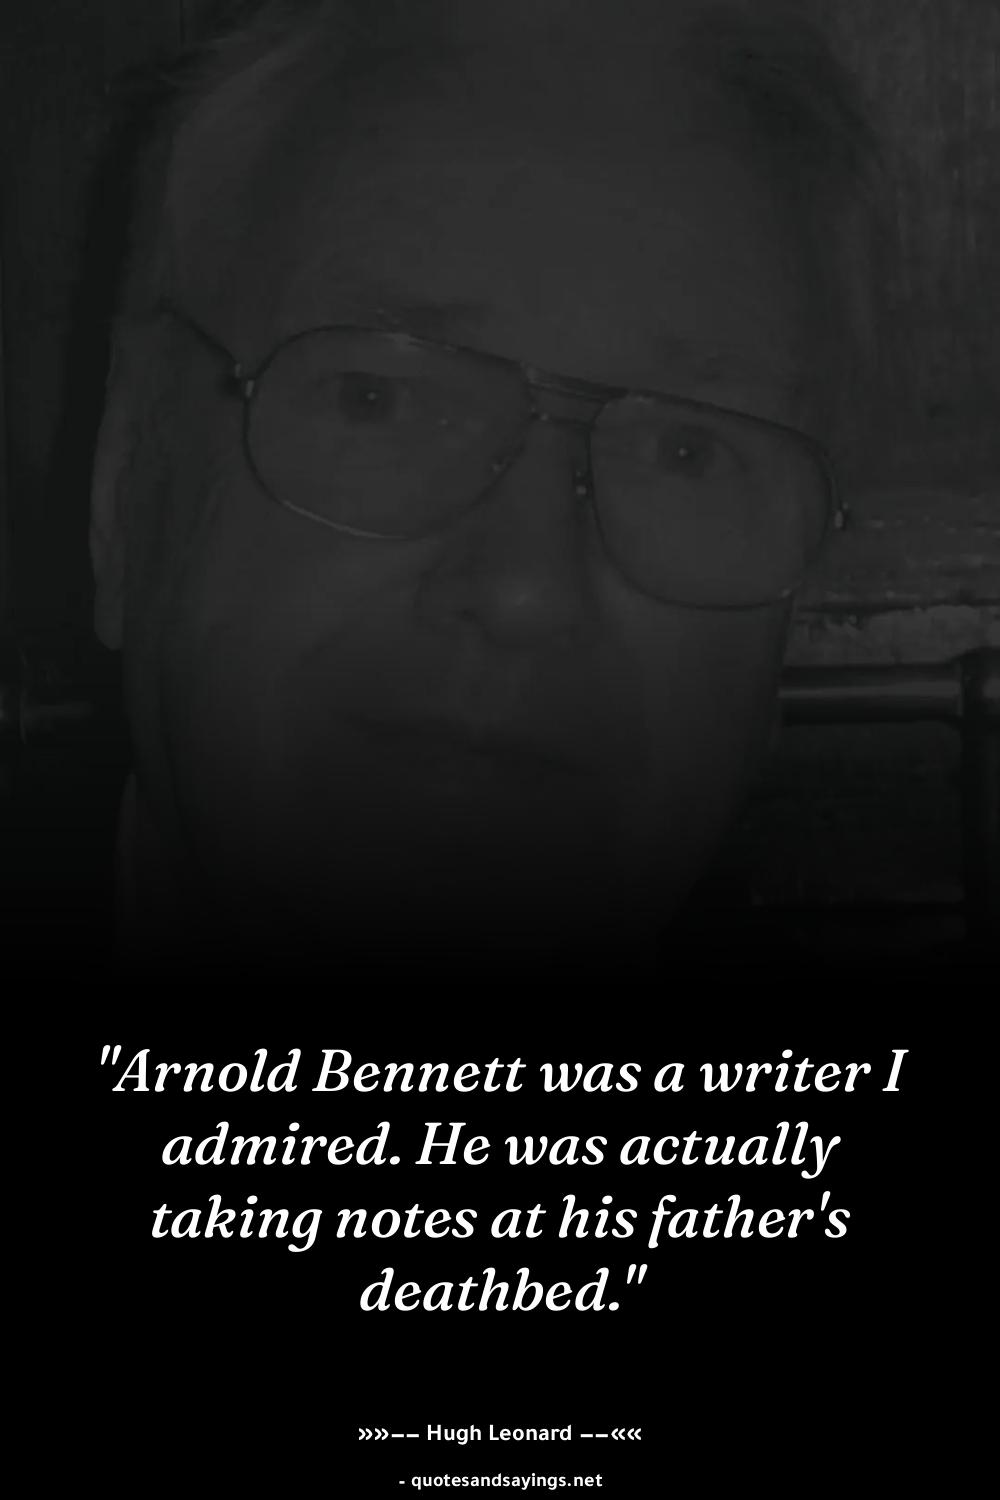 "Arnold Bennett was a writer I
admired. He was actually
taking notes at his father's
deathbed."
»»–– Hugh Leonard ––««
- quotesandsayings.net